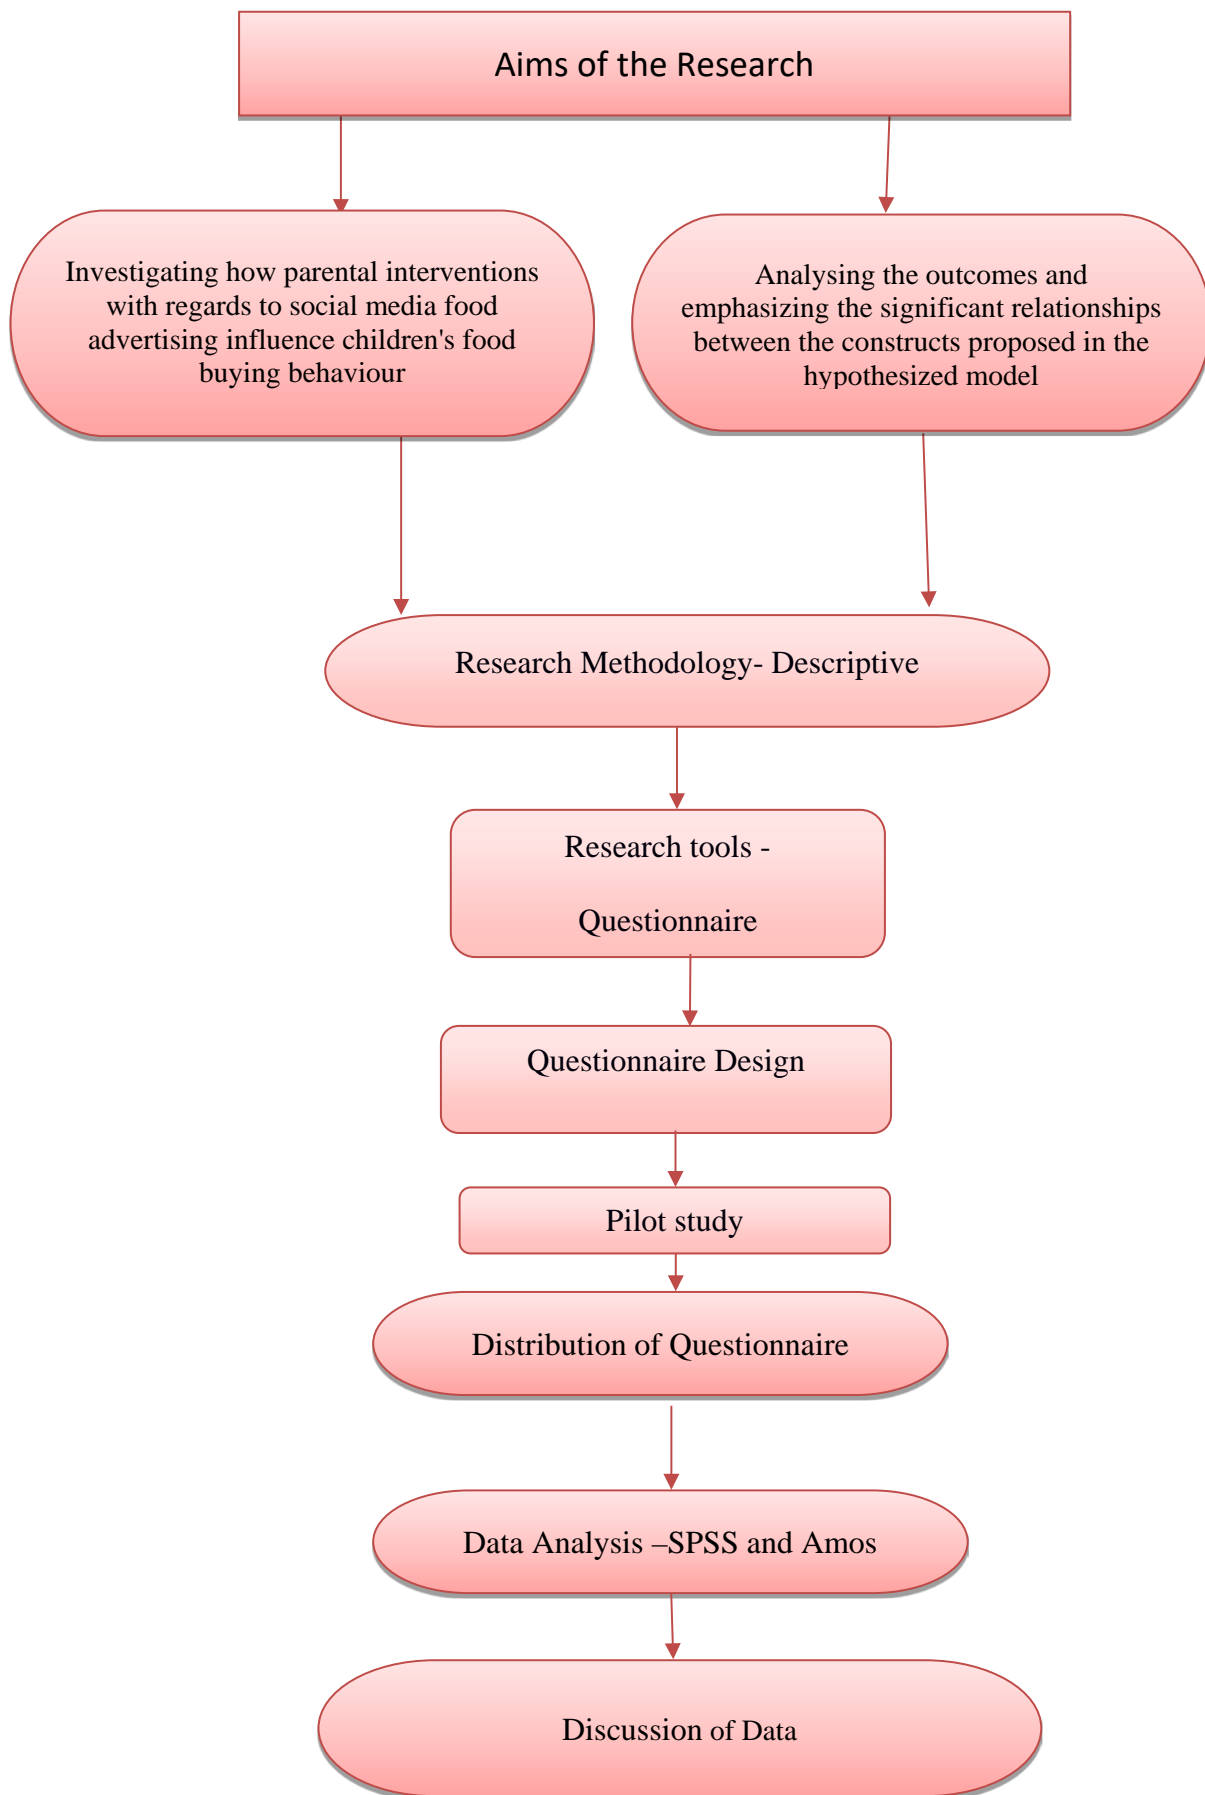 Aims of the Research
Investigating how parental interventions
with regards to social media food
advertising influence children's food
buying behaviour
Analysing the outcomes and
emphasizing the significant relationships
between the constructs proposed in the
hypothesized model
Research Methodology- Descriptive
Research tools -
Questionnaire
Questionnaire Design
Pilot study
Distribution of Questionnaire
Data Analysis –SPSS and Amos
Discussion of Data